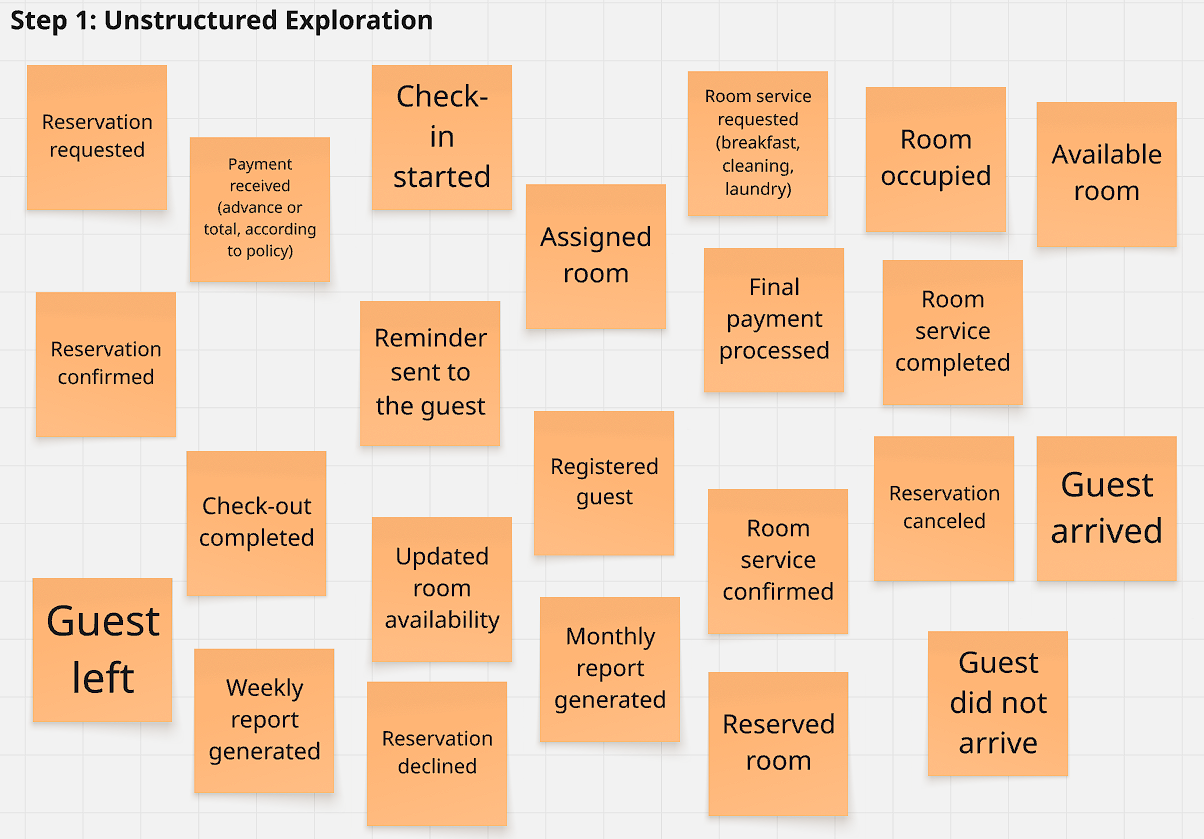 Step 1: Unstructured Exploration
Reservation
requested
Payment
received
(advance or
total, according
to policy)
Check-
in
started
Assigned
room
Room service
requested
(breakfast,
cleaning,
laundry)
Room
occupied
Available
room
Reservation
confirmed
Reminder
sent to
the guest
Final
payment
processed
Room
service
completed
Check-out
completed
Registered
guest
Reservation
canceled
Guest
arrived
Updated
room
availability
Room
service
confirmed
Guest
left
Weekly
report
generated
Monthly
report
generated
Guest
did not
arrive
Reservation
declined
Reserved
room